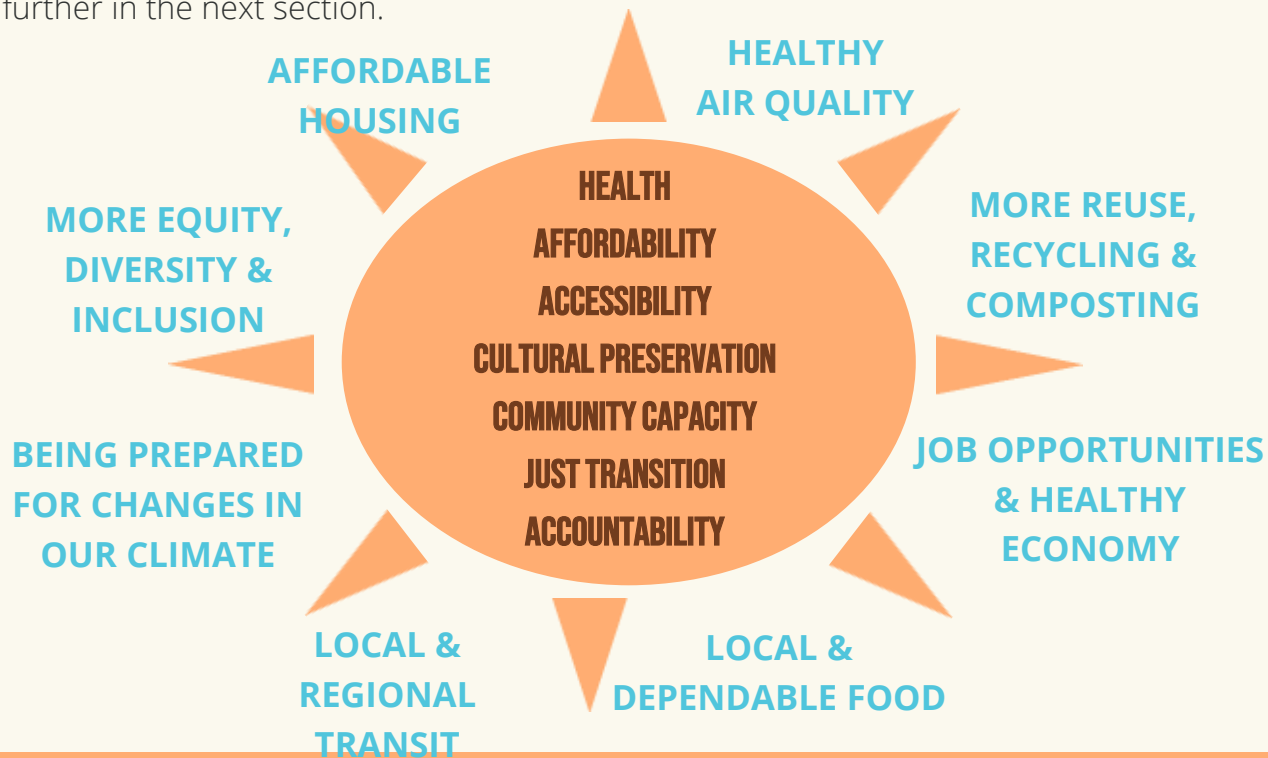 further in the next section.
AFFORDABLE
HOUSING
HEALTHY
AIR QUALITY
MORE EQUITY,
DIVERSITY &
INCLUSION
HEALTH
AFFORDABILITY
ACCESSIBILITY
CULTURAL PRESERVATION
COMMUNITY CAPACITY
JUST TRANSITION
ACCOUNTABILITY
MORE REUSE,
RECYCLING &
COMPOSTING
BEING PREPARED
FOR CHANGES IN
OUR CLIMATE
JOB OPPORTUNITIES
& HEALTHY
ECONOMY
LOCAL &
REGIONAL
TRANSIT
LOCAL &
DEPENDABLE FOOD